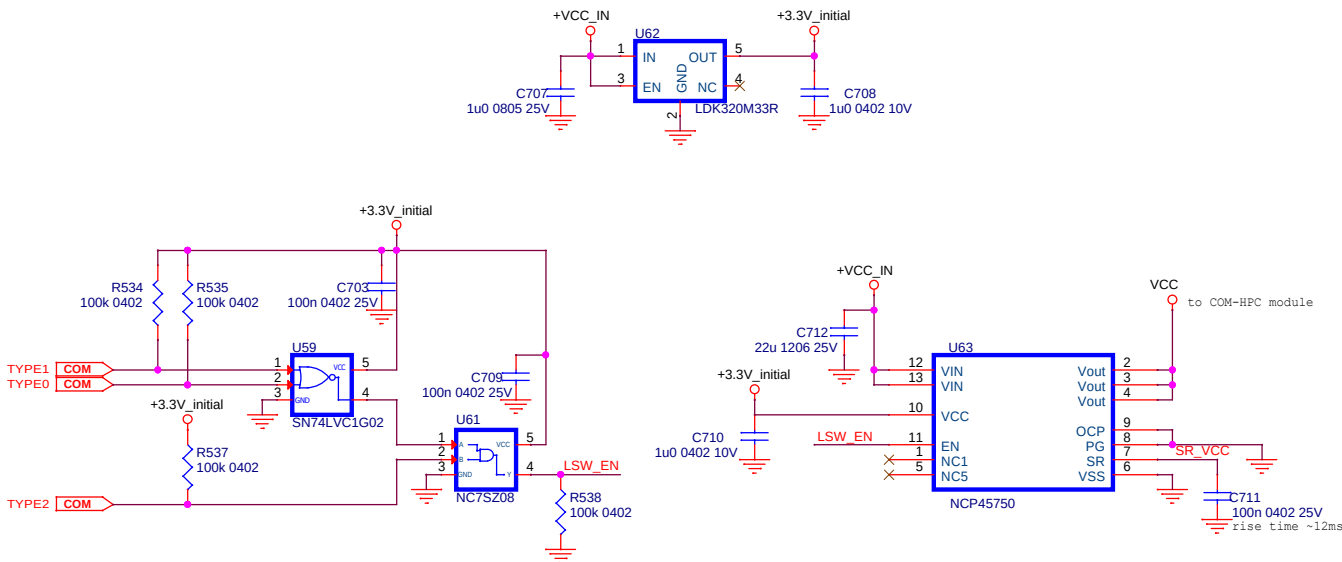 +VCC_IN
+3.3V_initial
U62
1 IN OUT 5
3 EN GND NC 4
2
LDK320M33R
C707
1u0 0805 25V
C708
1u0 0402 10V
+3.3V_initial
R534
100k 0402
R535
100k 0402
C703
100n 0402 25V
TYPE1 COM
TYPE0 COM
U59
1 VCC 5
2 4
3 GND
SN74LVC1G02
C709
100n 0402 25V
+3.3V_initial
R537
100k 0402
TYPE2 COM
U61
1 A VCC 5
2 B
3 GND Y 4
NC7SZ08
LSW_EN
R538
100k 0402
+VCC_IN
C712
22u 1206 25V
VCC
to COM-HPC module
+3.3V_initial
C710
1u0 0402 10V
LSW_EN
U63
12 VIN Vout 2
13 VIN Vout 3
Vout 4
10 VCC
OCP 9
11 EN PG 8
1 NC1 SR 7
5 NC5 VSS 6
NCP45750
SR_VCC
C711
100n 0402 25V
rise time ~12ms